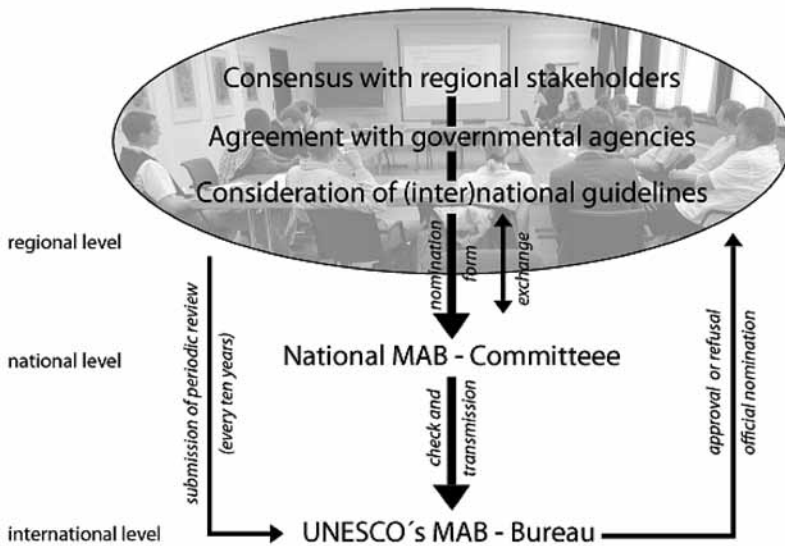 Consensus with regional stakeholders
Agreement with governmental agencies
Consideration of (inter)national guidelines
regional level
nomination
form
exchange
national level
National MAB - Committeee
submission of periodic review
(every ten years)
check and
transmission
approval or refusal
official nomination
international level
UNESCO´s MAB - Bureau